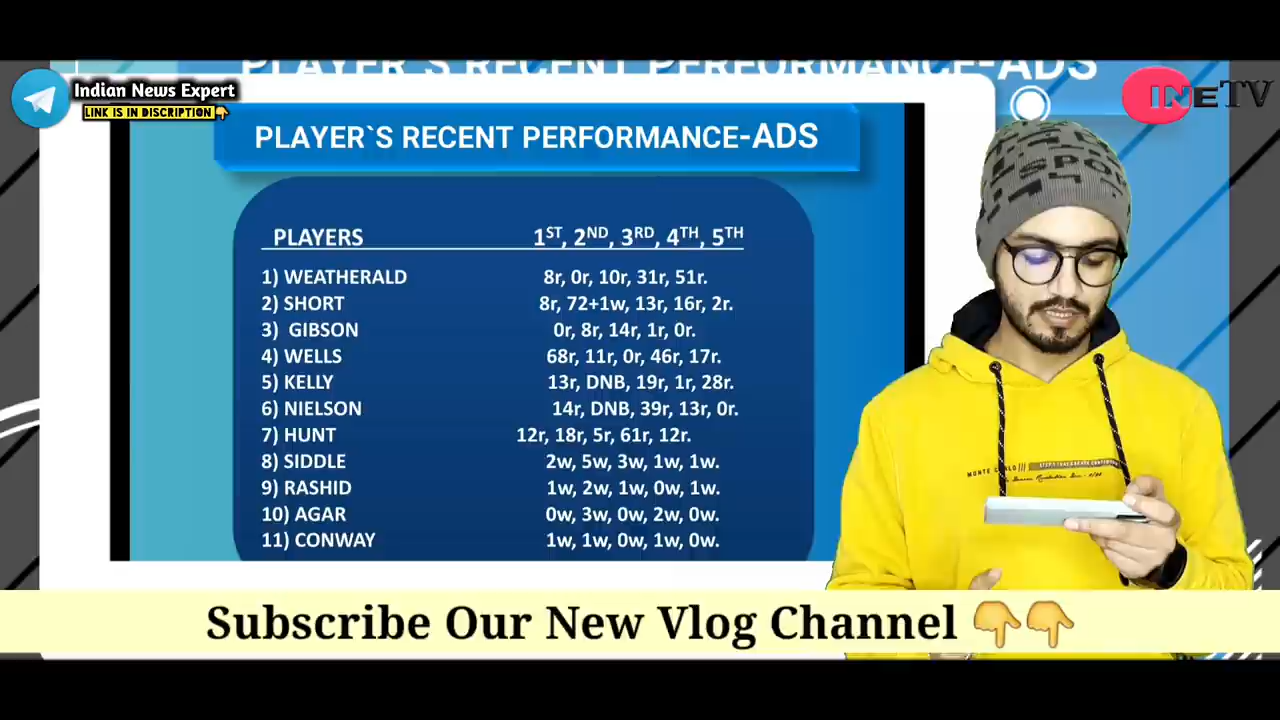 PLAYER`S RECENT PERFORMANCE-ADS
Indian News Expert
LINK IS IN DISCRIPTION
INETV
PLAYER`S RECENT PERFORMANCE-ADS
PLAYERS 1ST, 2ND, 3RD, 4TH, 5TH
1) WEATHERALD 8r, 0r, 10r, 31r, 51r.
2) SHORT 8r, 72+1w, 13r, 16r, 2r.
3) GIBSON 0r, 8r, 14r, 1r, 0r.
4) WELLS 68r, 11r, 0r, 46r, 17r.
5) KELLY 13r, DNB, 19r, 1r, 28r.
6) NIELSON 14r, DNB, 39r, 13r, 0r.
7) HUNT 12r, 18r, 5r, 61r, 12r.
8) SIDDLE 2w, 5w, 3w, 1w, 1w.
9) RASHID 1w, 2w, 1w, 0w, 1w.
10) AGAR 0w, 3w, 0w, 2w, 0w.
11) CONWAY 1w, 1w, 0w, 1w, 0w.
SPO
Subscribe Our New Vlog Channel 👇👇